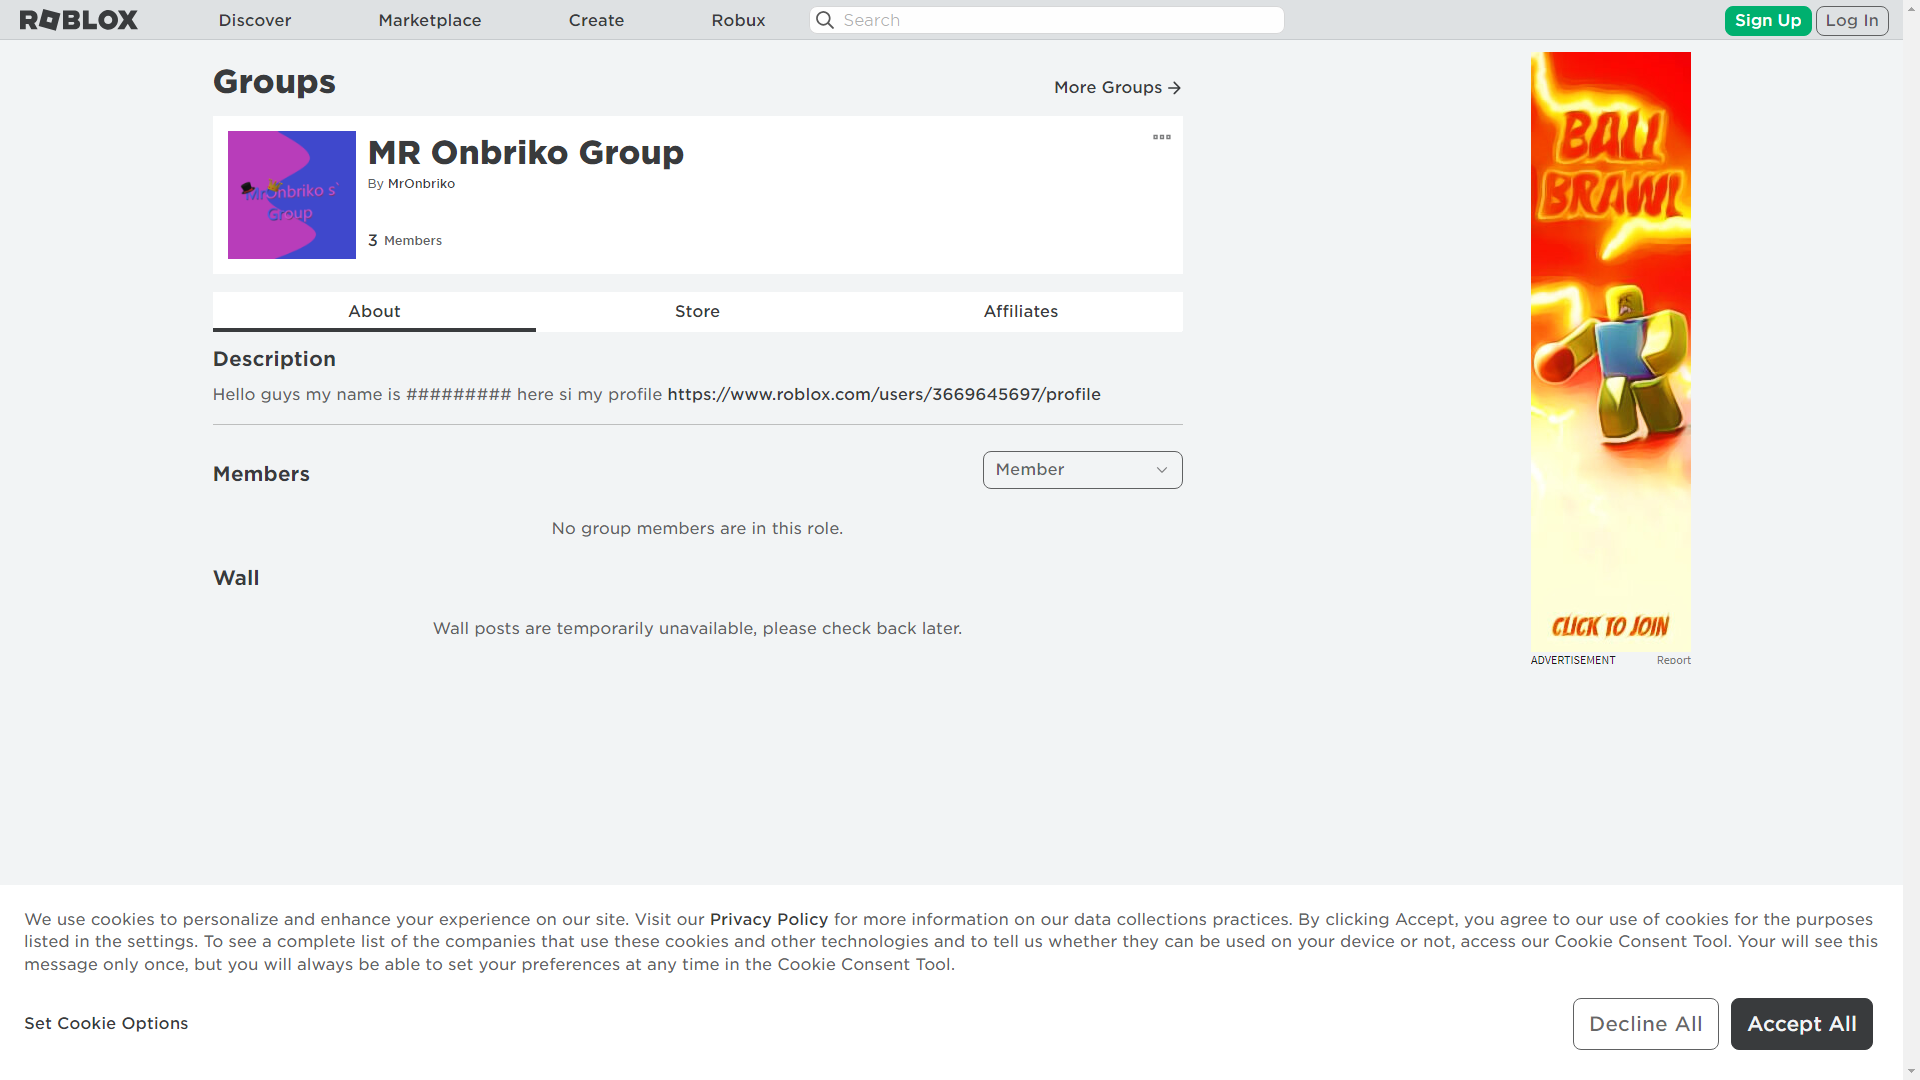 ROBLOX
Discover
Marketplace
Create
Robux
Search
Sign Up
Log In
Groups
More Groups
MrOnbriko s`
Group
MR Onbriko Group
By MrOnbriko
3 Members
About
Store
Affiliates
Description
Hello guys my name is ######### here si my profile https://www.roblox.com/users/3669645697/profile
Members
Member
No group members are in this role.
Wall
Wall posts are temporarily unavailable, please check back later.
BALL
BRAWL
CLICK TO JOIN
ADVERTISEMENT
Report
We use cookies to personalize and enhance your experience on our site. Visit our Privacy Policy for more information on our data collections practices. By clicking Accept, you agree to our use of cookies for the purposes
listed in the settings. To see a complete list of the companies that use these cookies and other technologies and to tell us whether they can be used on your device or not, access our Cookie Consent Tool. Your will see this
message only once, but you will always be able to set your preferences at any time in the Cookie Consent Tool.
Set Cookie Options
Decline All
Accept All